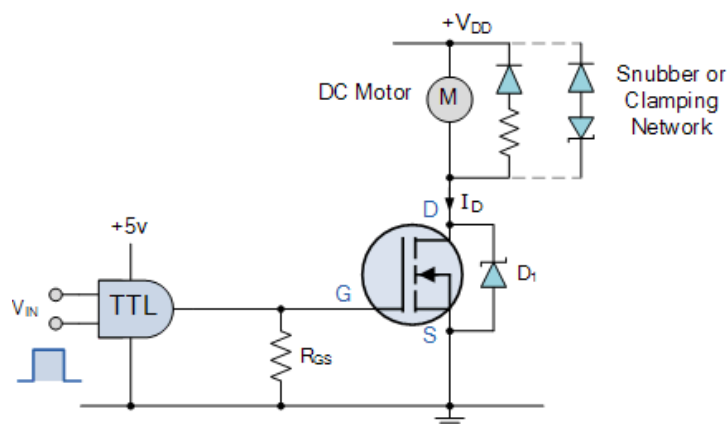 +VDD
DC Motor
M
Snubber or
Clamping
Network
D
ID
+5v
VIN
TTL
G
D1
S
RGS